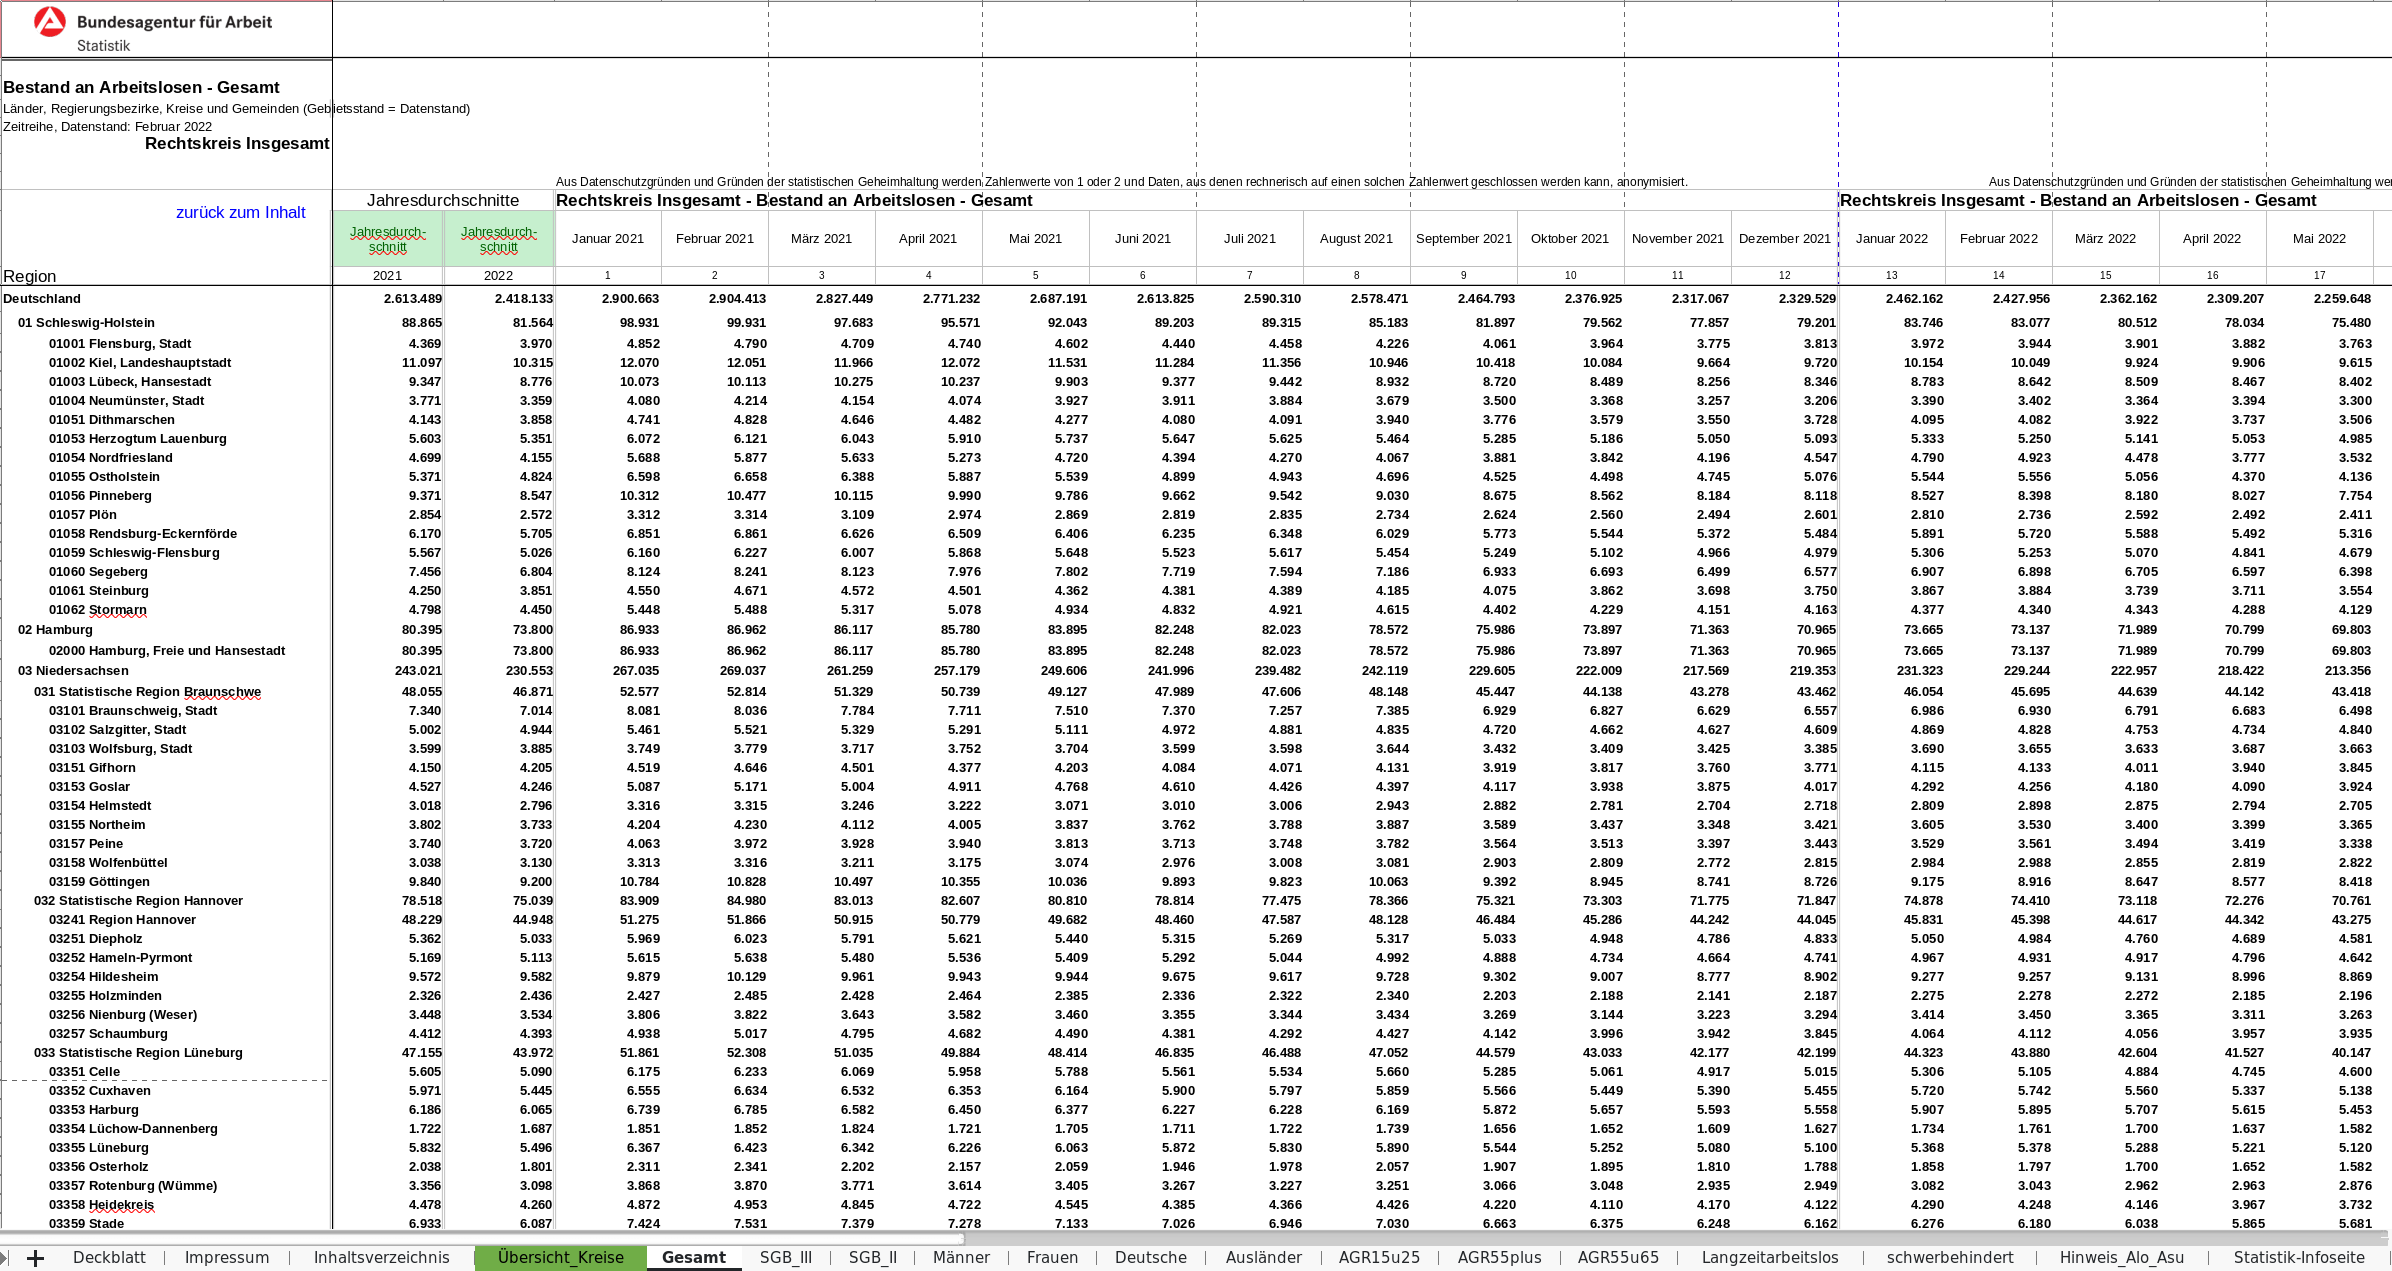 Bundesagentur für Arbeit
Statistik
Bestand an Arbeitslosen - Gesamt
Länder, Regierungsbezirke, Kreise und Gemeinden (Gebietsstand = Datenstand)
Zeitreihe, Datenstand: Februar 2022
Rechtskreis Insgesamt
Aus Datenschutzgründen und Gründen der statistischen Geheimhaltung werden Zahlenwerte von 1 oder 2 und Daten, aus denen rechnerisch auf einen solchen Zahlenwert geschlossen werden kann, anonymisiert. Aus Datenschutzgründen und Gründen der statistischen Geheimhaltung wer
zurück zum Inhalt Jahresdurchschnitte Rechtskreis Insgesamt - Bestand an Arbeitslosen - Gesamt Rechtskreis Insgesamt - Bestand an Arbeitslosen - Gesamt
Jahresdurch-schnitt Jahresdurch-schnitt Januar 2021 Februar 2021 März 2021 April 2021 Mai 2021 Juni 2021 Juli 2021 August 2021 September 2021 Oktober 2021 November 2021 Dezember 2021 Januar 2022 Februar 2022 März 2022 April 2022 Mai 2022
Region 2021 2022 1 2 3 4 5 6 7 8 9 10 11 12 13 14 15 16 17
Deutschland 2.613.489 2.418.133 2.900.663 2.904.413 2.827.449 2.771.232 2.687.191 2.613.825 2.590.310 2.578.471 2.464.793 2.376.925 2.317.067 2.329.529 2.462.162 2.427.956 2.362.162 2.309.207 2.259.648
01 Schleswig-Holstein 88.865 81.564 98.931 99.931 97.683 95.571 92.043 89.203 89.315 85.183 81.897 79.562 77.857 79.201 83.746 83.077 80.512 78.034 75.480
01001 Flensburg, Stadt 4.369 3.970 4.852 4.790 4.709 4.740 4.602 4.440 4.458 4.226 4.061 3.964 3.775 3.813 3.972 3.944 3.901 3.882 3.763
01002 Kiel, Landeshauptstadt 11.097 10.315 12.070 12.051 11.966 12.072 11.531 11.284 11.356 10.946 10.418 10.084 9.664 9.720 10.154 10.049 9.924 9.906 9.615
01003 Lübeck, Hansestadt 9.347 8.776 10.073 10.113 10.275 10.237 9.903 9.377 9.442 8.932 8.720 8.489 8.256 8.346 8.783 8.642 8.509 8.467 8.402
01004 Neumünster, Stadt 3.771 3.359 4.080 4.214 4.154 4.074 3.927 3.911 3.884 3.679 3.500 3.368 3.257 3.206 3.390 3.402 3.364 3.394 3.300
01051 Dithmarschen 4.143 3.858 4.741 4.828 4.646 4.482 4.277 4.080 4.091 3.940 3.776 3.579 3.550 3.728 4.095 4.082 3.922 3.737 3.506
01053 Herzogtum Lauenburg 5.603 5.351 6.072 6.121 6.043 5.910 5.737 5.647 5.625 5.464 5.285 5.186 5.050 5.093 5.333 5.250 5.141 5.053 4.985
01054 Nordfriesland 4.699 4.155 5.688 5.877 5.633 5.273 4.720 4.394 4.270 4.067 3.881 3.842 4.196 4.547 4.790 4.923 4.478 3.777 3.532
01055 Ostholstein 5.371 4.824 6.598 6.658 6.388 5.887 5.539 4.899 4.943 4.696 4.525 4.498 4.745 5.076 5.544 5.556 5.056 4.370 4.136
01056 Pinneberg 9.371 8.547 10.312 10.477 10.115 9.990 9.786 9.662 9.542 9.030 8.675 8.562 8.184 8.118 8.527 8.398 8.180 8.027 7.754
01057 Plön 2.854 2.572 3.312 3.314 3.109 2.974 2.869 2.819 2.835 2.734 2.624 2.560 2.494 2.601 2.810 2.736 2.592 2.492 2.411
01058 Rendsburg-Eckernförde 6.170 5.705 6.851 6.861 6.626 6.509 6.406 6.235 6.348 6.029 5.773 5.544 5.372 5.484 5.891 5.720 5.588 5.492 5.316
01059 Schleswig-Flensburg 5.567 5.026 6.160 6.227 6.007 5.868 5.648 5.523 5.617 5.454 5.249 5.102 4.966 4.979 5.306 5.253 5.070 4.841 4.679
01060 Segeberg 7.456 6.804 8.124 8.241 8.123 7.976 7.802 7.719 7.594 7.186 6.933 6.693 6.499 6.577 6.907 6.898 6.705 6.597 6.398
01061 Steinburg 4.250 3.851 4.550 4.671 4.572 4.501 4.362 4.381 4.389 4.185 4.075 3.862 3.698 3.750 3.867 3.884 3.739 3.711 3.554
01062 Stormarn 4.798 4.450 5.448 5.488 5.317 5.078 4.934 4.832 4.921 4.615 4.402 4.229 4.151 4.163 4.377 4.340 4.343 4.288 4.129
02 Hamburg 80.395 73.800 86.933 86.962 86.117 85.780 83.895 82.248 82.023 78.572 75.986 73.897 71.363 70.965 73.665 73.137 71.989 70.799 69.803
02000 Hamburg, Freie und Hansestadt 80.395 73.800 86.933 86.962 86.117 85.780 83.895 82.248 82.023 78.572 75.986 73.897 71.363 70.965 73.665 73.137 71.989 70.799 69.803
03 Niedersachsen 243.021 230.553 267.035 269.037 261.259 257.179 249.606 241.996 239.482 242.119 229.605 222.009 217.569 219.353 231.323 229.244 222.957 218.422 213.356
031 Statistische Region Braunschwe 48.055 46.871 52.577 52.814 51.329 50.739 49.127 47.989 47.606 48.148 45.447 44.138 43.278 43.462 46.054 45.695 44.639 44.142 43.418
03101 Braunschweig, Stadt 7.340 7.014 8.081 8.036 7.784 7.711 7.510 7.370 7.257 7.385 6.929 6.827 6.629 6.557 6.986 6.930 6.791 6.683 6.498
03102 Salzgitter, Stadt 5.002 4.944 5.461 5.521 5.329 5.291 5.111 4.972 4.881 4.835 4.720 4.662 4.627 4.609 4.869 4.828 4.753 4.734 4.840
03103 Wolfsburg, Stadt 3.599 3.885 3.749 3.779 3.717 3.752 3.704 3.599 3.598 3.644 3.432 3.409 3.425 3.385 3.690 3.655 3.633 3.687 3.663
03151 Gifhorn 4.150 4.205 4.519 4.646 4.501 4.377 4.203 4.084 4.071 4.131 3.919 3.817 3.760 3.771 4.115 4.133 4.011 3.940 3.845
03153 Goslar 4.527 4.246 5.087 5.171 5.004 4.911 4.768 4.610 4.426 4.397 4.117 3.938 3.875 4.017 4.292 4.256 4.180 4.090 3.924
03154 Helmstedt 3.018 2.796 3.316 3.315 3.246 3.222 3.071 3.010 3.006 2.943 2.882 2.781 2.704 2.718 2.809 2.898 2.875 2.794 2.705
03155 Northeim 3.802 3.733 4.204 4.230 4.112 4.005 3.837 3.762 3.788 3.887 3.589 3.437 3.348 3.421 3.605 3.530 3.400 3.399 3.365
03157 Peine 3.740 3.720 4.063 3.972 3.928 3.940 3.813 3.713 3.748 3.782 3.564 3.513 3.397 3.443 3.529 3.561 3.494 3.419 3.338
03158 Wolfenbüttel 3.038 3.130 3.313 3.316 3.211 3.175 3.074 2.976 3.008 3.081 2.903 2.809 2.772 2.815 2.984 2.988 2.855 2.819 2.822
03159 Göttingen 9.840 9.200 10.784 10.828 10.497 10.355 10.036 9.893 9.823 10.063 9.392 8.945 8.741 8.726 9.175 8.916 8.647 8.577 8.418
032 Statistische Region Hannover 78.518 75.039 83.909 84.980 83.013 82.607 80.810 78.814 77.475 78.366 75.321 73.303 71.775 71.847 74.878 74.410 73.118 72.276 70.761
03241 Region Hannover 48.229 44.948 51.275 51.866 50.915 50.779 49.682 48.460 47.587 48.128 46.484 45.286 44.242 44.045 45.831 45.398 44.617 44.342 43.275
03251 Diepholz 5.362 5.033 5.969 6.023 5.791 5.621 5.440 5.315 5.269 5.317 5.033 4.948 4.786 4.833 5.050 4.984 4.760 4.689 4.581
03252 Hameln-Pyrmont 5.169 5.113 5.615 5.638 5.480 5.536 5.409 5.292 5.044 4.992 4.888 4.734 4.664 4.741 4.967 4.931 4.917 4.796 4.642
03254 Hildesheim 9.572 9.582 9.879 10.129 9.961 9.943 9.944 9.675 9.617 9.728 9.302 9.007 8.777 8.902 9.277 9.257 9.131 8.996 8.869
03255 Holzminden 2.326 2.436 2.427 2.485 2.428 2.464 2.385 2.336 2.322 2.340 2.203 2.188 2.141 2.187 2.275 2.278 2.272 2.185 2.196
03256 Nienburg (Weser) 3.448 3.534 3.806 3.822 3.643 3.582 3.460 3.355 3.344 3.434 3.269 3.144 3.223 3.294 3.414 3.450 3.365 3.311 3.263
03257 Schaumburg 4.412 4.393 4.938 5.017 4.795 4.682 4.490 4.381 4.292 4.427 4.142 3.996 3.942 3.845 4.064 4.112 4.056 3.957 3.935
033 Statistische Region Lüneburg 47.155 43.972 51.861 52.308 51.035 49.884 48.414 46.835 46.488 47.052 44.579 43.033 42.177 42.199 44.323 43.880 42.604 41.527 40.147
03351 Celle 5.605 5.090 6.175 6.233 6.069 5.958 5.788 5.561 5.534 5.660 5.285 5.061 4.917 5.015 5.306 5.105 4.884 4.745 4.600
03352 Cuxhaven 5.971 5.445 6.555 6.634 6.532 6.353 6.164 5.900 5.797 5.859 5.566 5.449 5.390 5.455 5.720 5.742 5.560 5.337 5.138
03353 Harburg 6.186 6.065 6.739 6.785 6.582 6.450 6.377 6.227 6.228 6.169 5.872 5.657 5.593 5.558 5.907 5.895 5.707 5.615 5.453
03354 Lüchow-Dannenberg 1.722 1.687 1.851 1.852 1.824 1.721 1.705 1.711 1.722 1.739 1.656 1.652 1.609 1.627 1.734 1.761 1.700 1.637 1.582
03355 Lüneburg 5.832 5.496 6.367 6.423 6.342 6.226 6.063 5.872 5.830 5.890 5.544 5.252 5.080 5.100 5.368 5.378 5.288 5.221 5.120
03356 Osterholz 2.038 1.801 2.311 2.341 2.202 2.157 2.059 1.946 1.978 2.057 1.907 1.895 1.810 1.788 1.858 1.797 1.700 1.652 1.582
03357 Rotenburg (Wümme) 3.356 3.098 3.868 3.870 3.771 3.614 3.405 3.267 3.227 3.251 3.066 3.048 2.935 2.949 3.082 3.043 2.962 2.963 2.876
03358 Heidekreis 4.478 4.260 4.872 4.953 4.845 4.722 4.545 4.385 4.366 4.426 4.220 4.110 4.170 4.122 4.290 4.248 4.146 3.967 3.732
03359 Stade 6.933 6.087 7.424 7.531 7.379 7.278 7.133 7.026 6.946 7.030 6.663 6.375 6.248 6.162 6.276 6.180 6.038 5.865 5.681
Deckblatt Impressum Inhaltsverzeichnis Übersicht_Kreise Gesamt SGB_III SGB_II Männer Frauen Deutsche Ausländer AGR15u25 AGR55plus AGR55u65 Langzeitarbeitslos schwerbehindert Hinweis_Alo_Asu Statistik-Infoseite